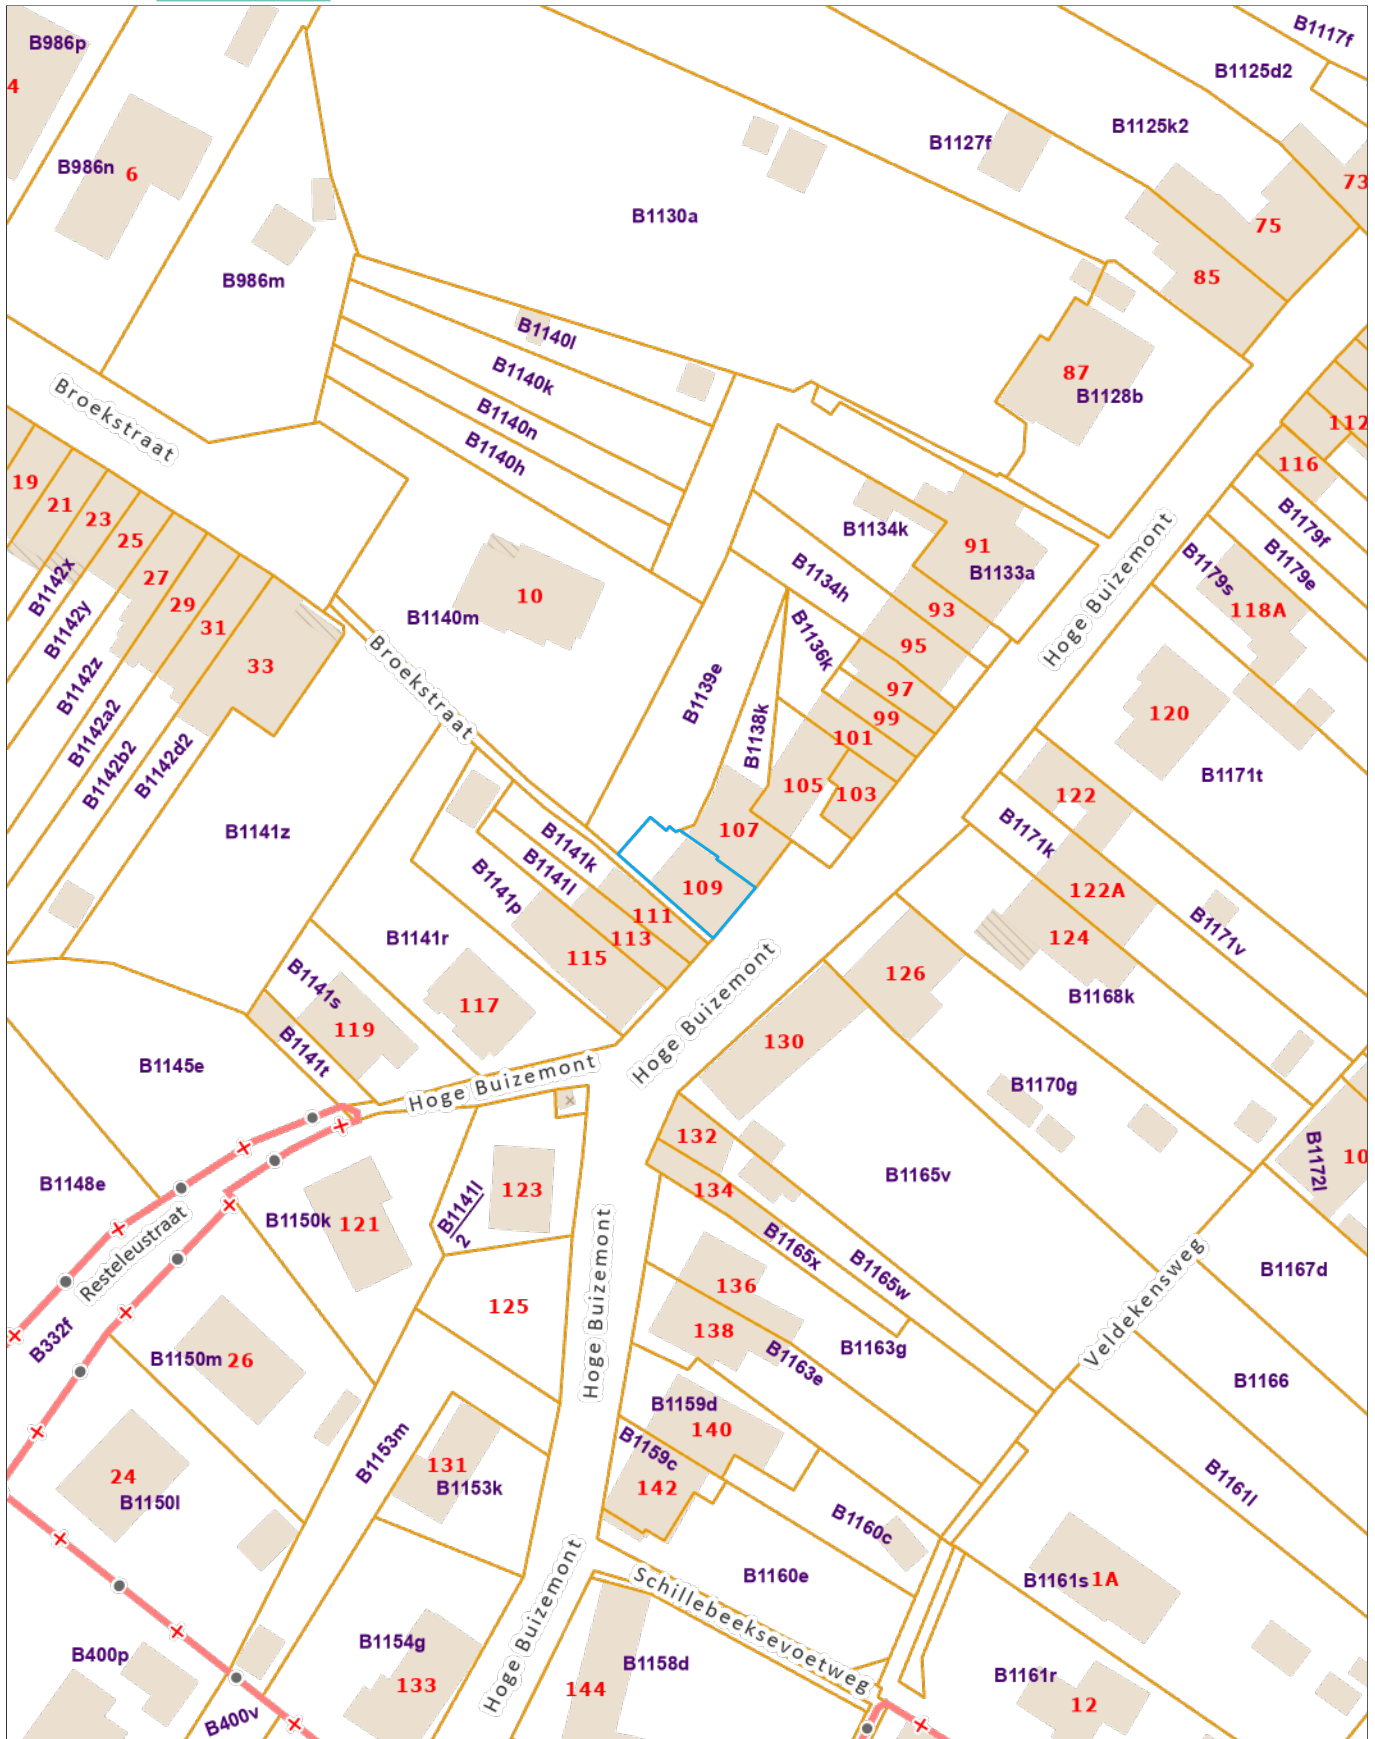 B1117f
B986p
B1125d2
4
B1125k2
B1127f
B986n
6
73
B1130a
75
B986m
85
B1140l
87
B1140k
B1128b
Broekstraat
B1140n
112
B1140h
116
19
21
23
B1179f
B1134k
25
91
B1179e
B1142x
27
B1134h
B1133a
B1179s
29
10
93
118A
B1142y
31
B1140m
Hoge Buizemont
B1136k
95
33
B1142z
Broekstraat
B1139e
97
120
B1142a2
99
B1138k
101
B1142b2
B1142d2
B1171t
105
103
122
B1141z
107
B1171k
B1141k
B1141l
B1141p
109
122A
111
B1171v
B1141r
113
124
115
126
B1141s
B1168k
117
Hoge Buizemont
119
130
B1141t
B1145e
Hoge Buizemont
B1170g
132
10
B1172l
B1165v
B1148e
123
134
B1141l
2
B1150k
121
Resteleustraat
B1165x
B1165w
B1167d
136
Hoge Buizemont
125
Veldekensweg
138
B332f
B1163g
B1150m
26
B1163e
B1166
B1159d
140
B1153m
B1159c
131
24
B1153k
142
B1161l
B1150l
B1160c
B1160e
B1161s
1A
Hoge Buizemont
Schillebeeksevoetweg
B1154g
B400p
B1158d
B1161r
133
144
12
B400v